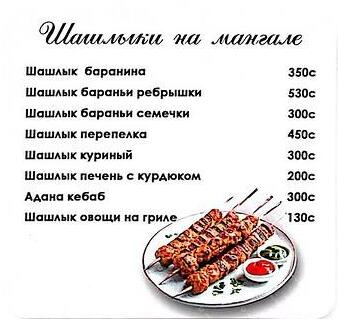 Шашлыки на мангале
Шашлык баранина 350с
Шашлык бараньи ребрышки 530с
Шашлык бараньи семечки 300с
Шашлык перепелка 450с
Шашлык куриный 300с
Шашлык печень с курдюком 200с
Адана кебаб 300с
Шашлык овощи на гриле 130с